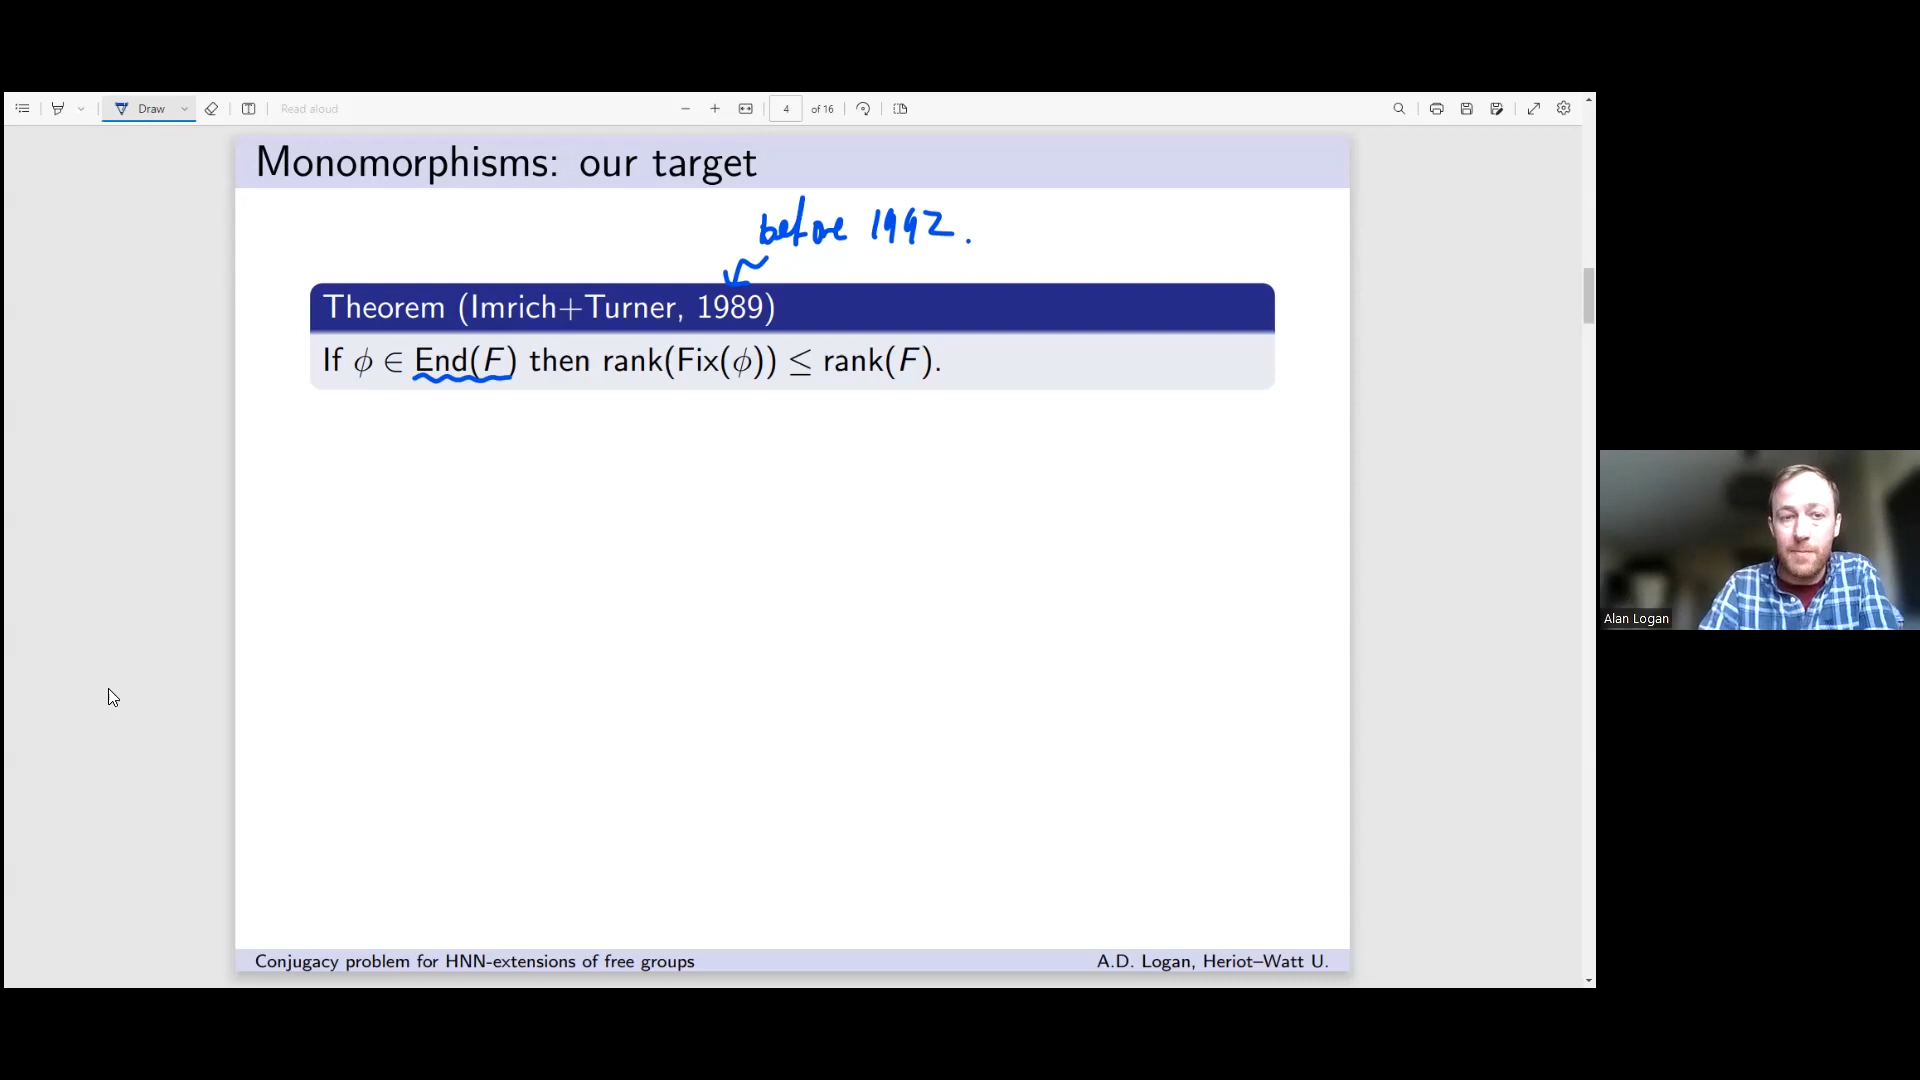 Draw
Read aloud
4 of 16
Monomorphisms: our target
before 1992.
Theorem (Imrich+Turner, 1989)
If ϕ ∈ End(F) then rank(Fix(ϕ)) ≤ rank(F).
Conjugacy problem for HNN-extensions of free groups
A.D. Logan, Heriot–Watt U.
Alan Logan